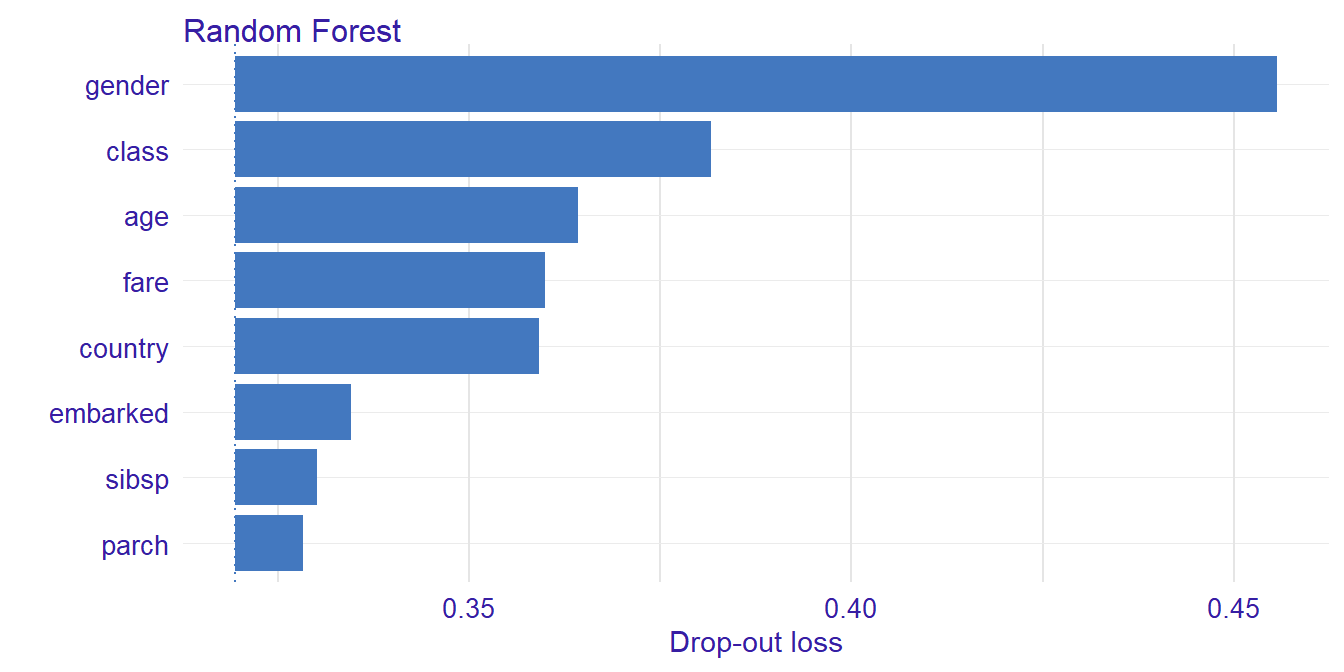 Random Forest
gender
class
age
fare
country
embarked
sibsp
parch
0.35 0.40 0.45
Drop-out loss